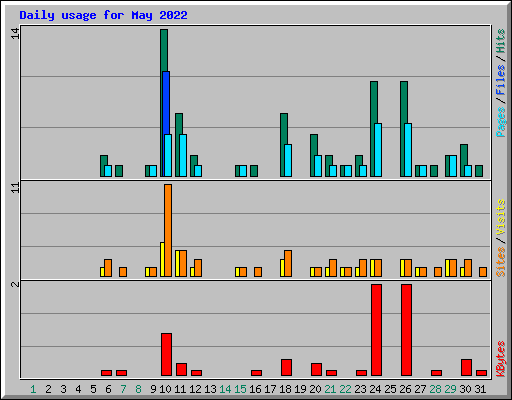 Daily usage for May 2022
14
Pages / Files / Hits
11
Sites / Visits
2
KBytes
1 2 3 4 5 6 7 8 9 10 11 12 13 14 15 16 17 18 19 20 21 22 23 24 25 26 27 28 29 30 31